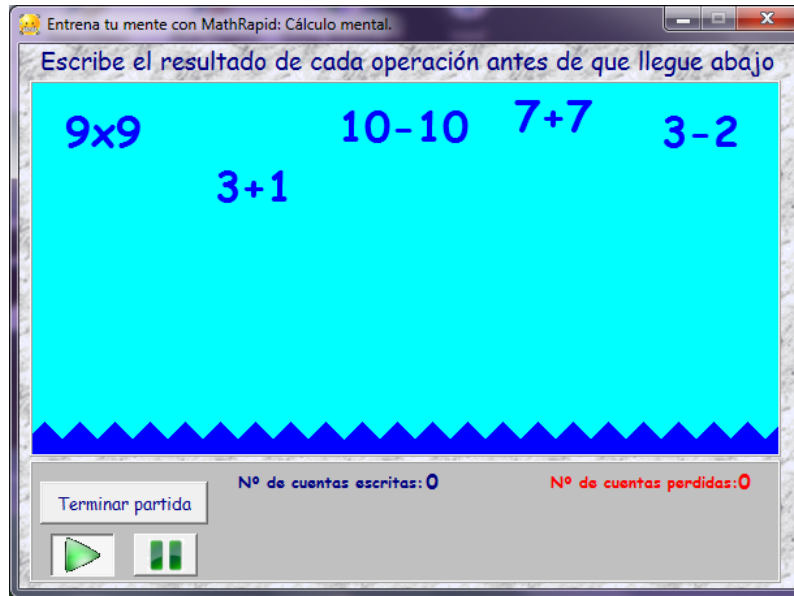 Entrena tu mente con MathRapid: Cálculo mental.
Escribe el resultado de cada operación antes de que llegue abajo
9x9 10-10 7+7 3-2
3+1
Nº de cuentas escritas:0 Nº de cuentas perdidas:0
Terminar partida